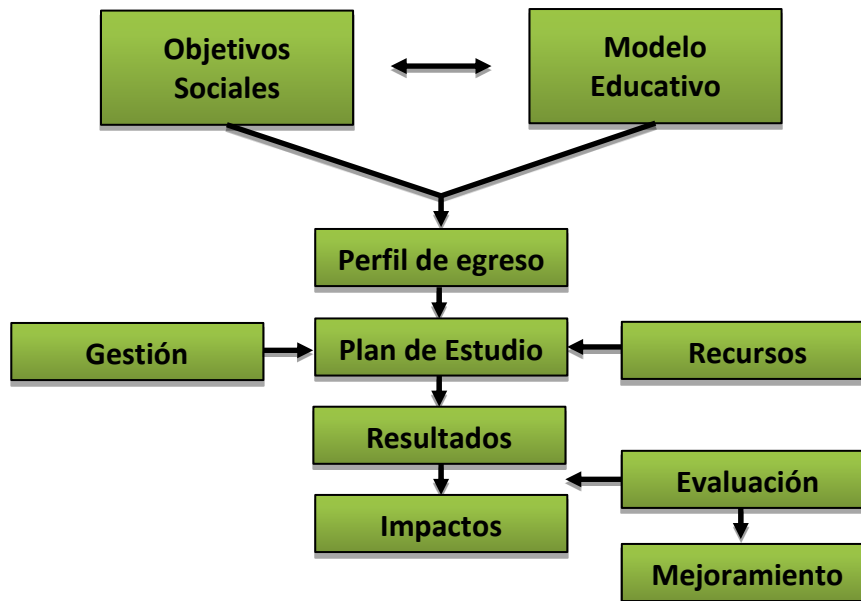 Objetivos
Sociales
Modelo
Educativo
Perfil de egreso
Gestión
Plan de Estudio
Recursos
Resultados
Evaluación
Impactos
Mejoramiento